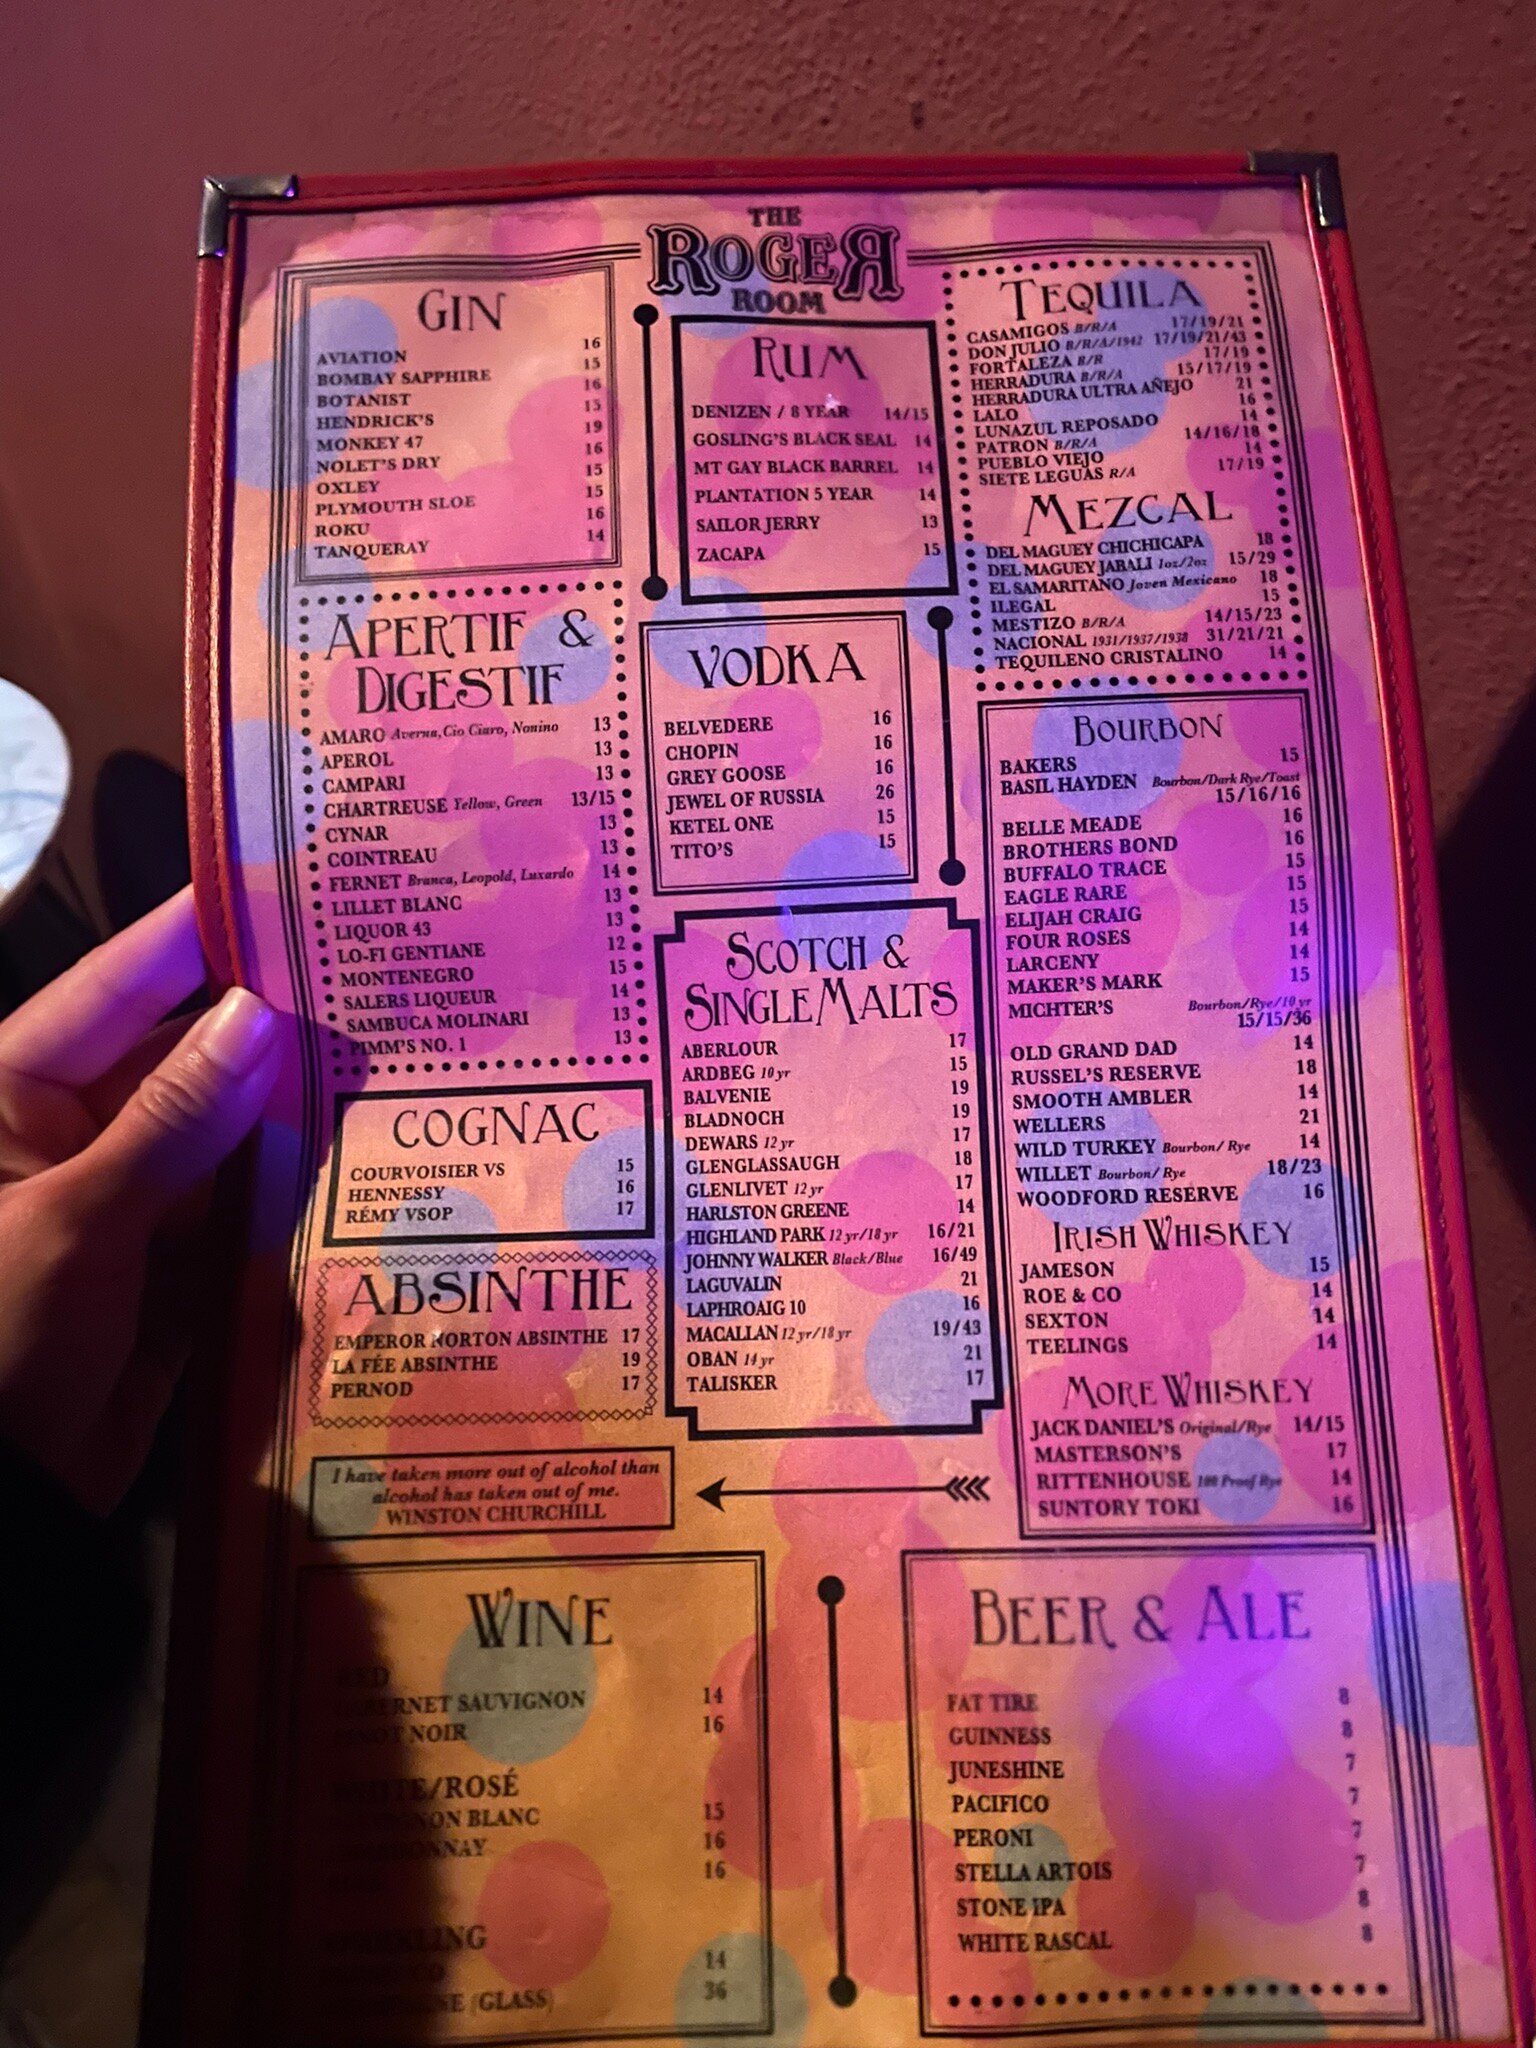 THE
ROGER
ROOM
GIN
AVIATION 16
BOMBAY SAPPHIRE 15
BOTANIST 16
HENDRICK'S 15
MONKEY 47 19
NOLET'S DRY 16
OXLEY 15
PLYMOUTH SLOE 15
ROKU 16
TANQUERAY 14
APERTIF &
DIGESTIF
AMARO Averna, Cio Ciaro, Nonino 13
APEROL 13
CAMPARI 13
CHARTREUSE Yellow, Green 13/15
CYNAR 13
COINTREAU 13
FERNET Branca, Leopold, Luxardo 14
LILLET BLANC 13
LIQUOR 43 13
LO-FI GENTIANE 12
MONTENEGRO 15
SALERS LIQUEUR 14
SAMBUCA MOLINARI 13
PIMM'S NO. 1 13
COGNAC
COURVOISIER VS 15
HENNESSY 16
RÉMY VSOP 17
ABSINTHE
EMPEROR NORTON ABSINTHE 17
LA FÉE ABSINTHE 19
PERNOD 17
I have taken more out of alcohol than
alcohol has taken out of me.
WINSTON CHURCHILL
RUM
DENIZEN / 8 YEAR 14/15
GOSLING'S BLACK SEAL 14
MT GAY BLACK BARREL 14
PLANTATION 5 YEAR 14
SAILOR JERRY 13
ZACAPA 15
VODKA
BELVEDERE 16
CHOPIN 16
GREY GOOSE 16
JEWEL OF RUSSIA 26
KETEL ONE 15
TITO'S 15
SCOTCH &
SINGLE MALTS
ABERLOUR 17
ARDBEG 10 yr 15
BALVENIE 19
BLADNOCH 19
DEWARS 12 yr 17
GLENGLASSAUGH 18
GLENLIVET 12 yr 17
HARLSTON GREENE 14
HIGHLAND PARK 12 yr/18 yr 16/21
JOHNNY WALKER Black/Blue 16/49
LAGUVALIN 21
LAPHROAIG 10 16
MACALLAN 12 yr/18 yr 19/43
OBAN 14 yr 21
TALISKER 17
TEQUILA
CASAMIGOS B/R/A 17/19/21
DON JULIO B/R/A/1942 17/19/21/43
FORTALEZA B/R 17/19
HERRADURA B/R/A 15/17/19
HERRADURA ULTRA AÑEJO 21
LALO 16
LUNAZUL REPOSADO 14
PATRON B/R/A 14/16/18
PUEBLO VIEJO 14
SIETE LEGUAS R/A 17/19
MEZCAL
DEL MAGUEY CHICHICAPA 18
DEL MAGUEY JABALI 1oz/2oz 15/29
EL SAMARITANO Joven Mexicano 18
ILEGAL 15
MESTIZO B/R/A 14/15/23
NACIONAL 1931/1937/1938 31/21/21
TEQUILENO CRISTALINO 14
BOURBON
BAKERS 15
BASIL HAYDEN Bourbon/Dark Rye/Toast
15/16/16
BELLE MEADE 16
BROTHERS BOND 16
BUFFALO TRACE 15
EAGLE RARE 15
ELIJAH CRAIG 15
FOUR ROSES 14
LARCENY 14
MAKER'S MARK 15
MICHTER'S Bourbon/Rye/10 yr
15/15/36
OLD GRAND DAD 14
RUSSEL'S RESERVE 18
SMOOTH AMBLER 14
WELLERS 21
WILD TURKEY Bourbon/ Rye 14
WILLET Bourbon/ Rye 18/23
WOODFORD RESERVE 16
IRISH WHISKEY
JAMESON 15
ROE & CO 14
SEXTON 14
TEELINGS 14
MORE WHISKEY
JACK DANIEL'S Original/Rye 14/15
MASTERSON'S 17
RITTENHOUSE 100 Proof Rye 14
SUNTORY TOKI 16
WINE
SAUVIGNON 14
NOIR 16
/ROSÉ
BLANC 15
16
16
14
(GLASS) 36
BEER & ALE
FAT TIRE 8
GUINNESS 8
JUNESHINE 7
PACIFICO 7
PERONI 7
STELLA ARTOIS 7
STONE IPA 8
WHITE RASCAL 8